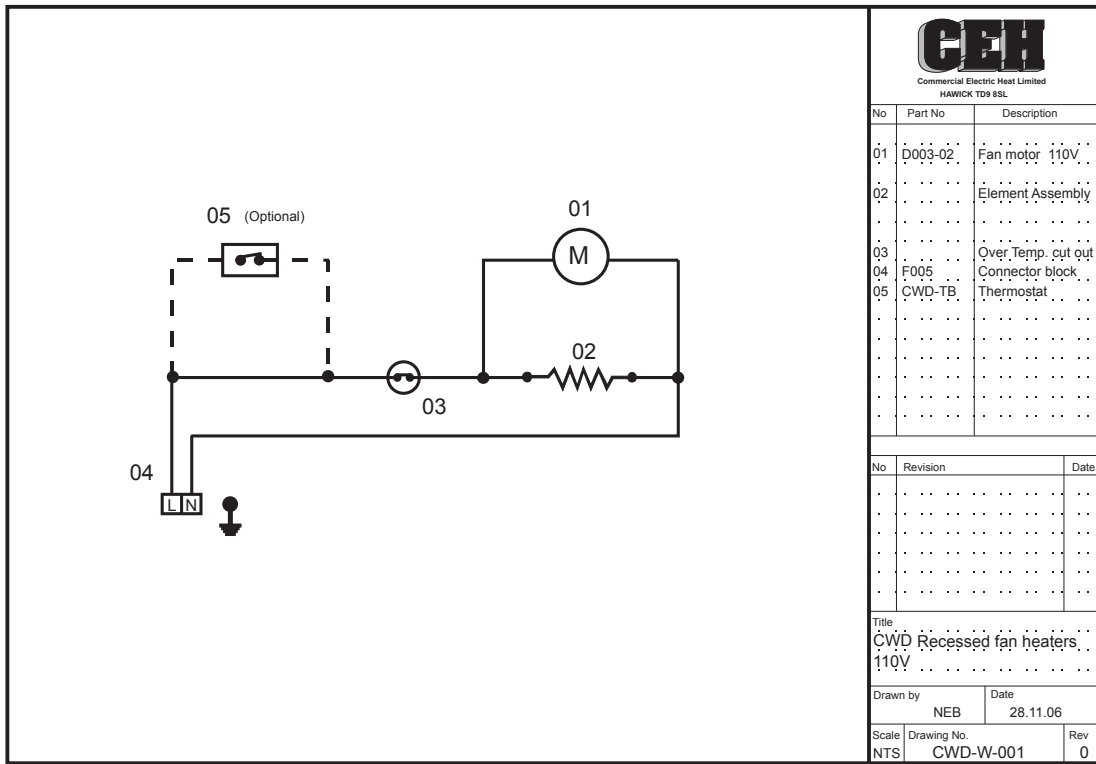 05 (Optional)
01
M
02
03
04
L N
CEH
Commercial Electric Heat Limited
HAWICK TD9 8SL
No Part No Description
01 D003-02 Fan motor 110V
02 Element Assembly
03 Over Temp. cut out
04 F005 Connector block
05 CWD-TB Thermostat
No Revision Date
Title
CWD Recessed fan heaters
110V
Drawn by Date
NEB 28.11.06
Scale Drawing No. Rev
NTS CWD-W-001 0